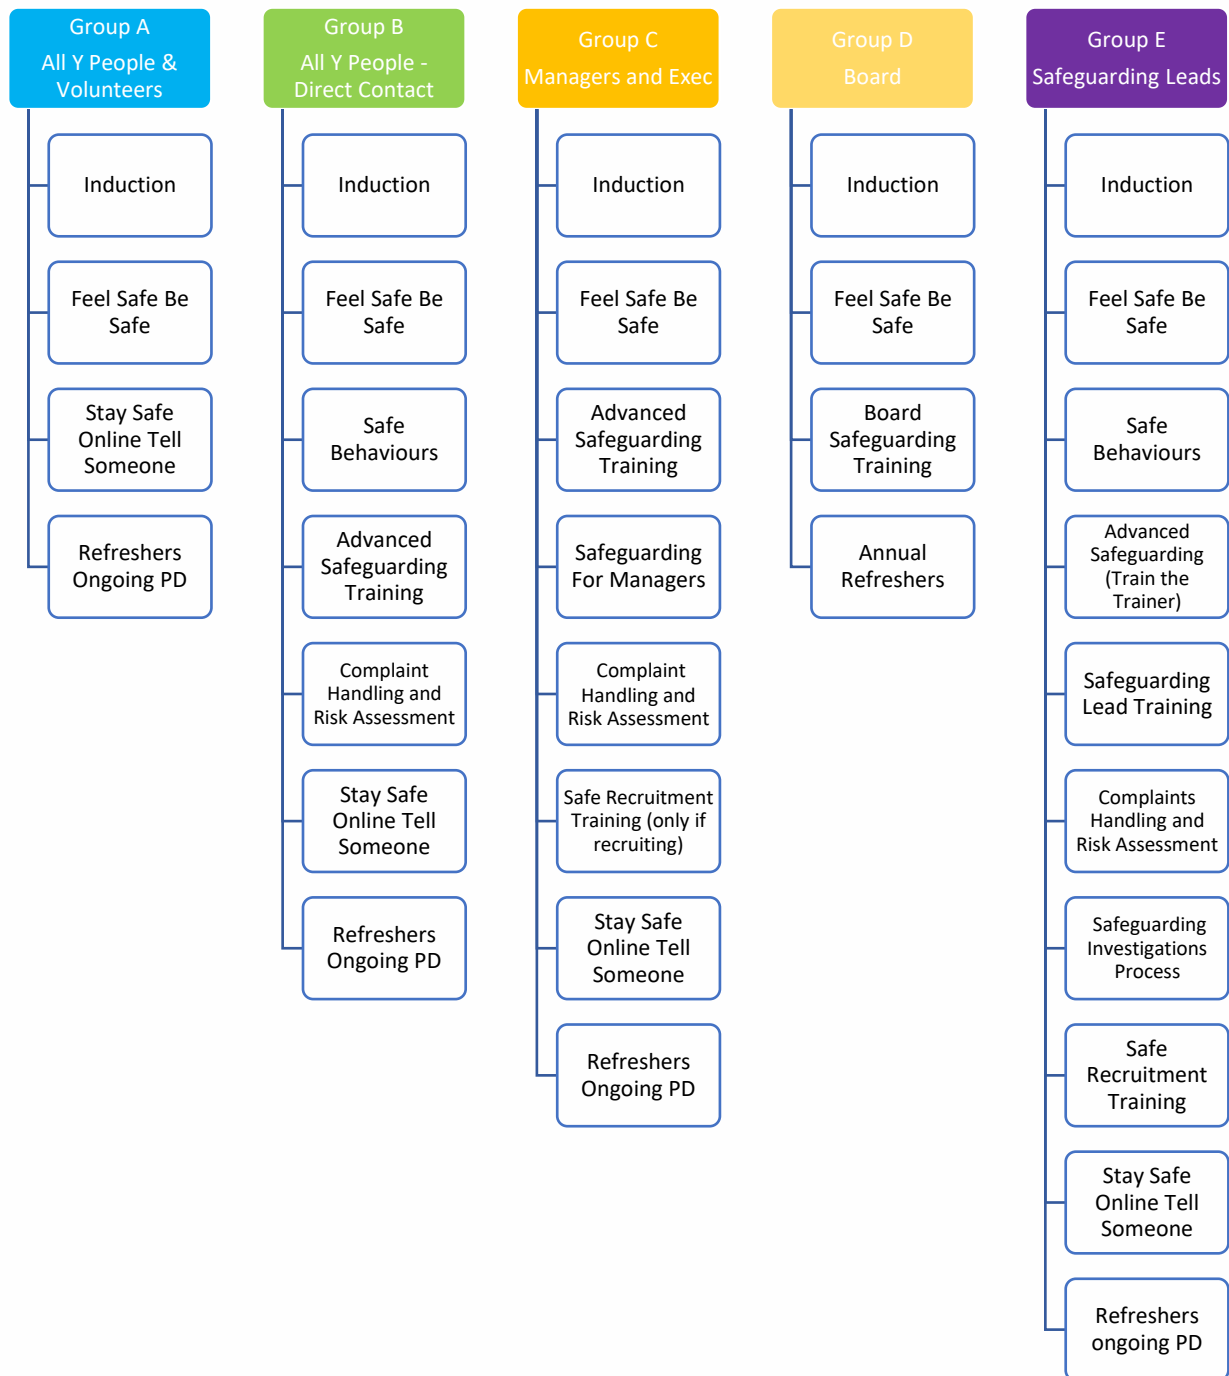 Group A
All Y People &
Volunteers
Induction
Feel Safe Be
Safe
Stay Safe
Online Tell
Someone
Refreshers
Ongoing PD
Group B
All Y People -
Direct Contact
Induction
Feel Safe Be
Safe
Safe
Behaviours
Advanced
Safeguarding
Training
Complaint
Handling and
Risk Assessment
Stay Safe
Online Tell
Someone
Refreshers
Ongoing PD
Group C
Managers and Exec
Induction
Feel Safe Be
Safe
Advanced
Safeguarding
Training
Safeguarding
For Managers
Complaint
Handling and
Risk Assessment
Safe Recruitment
Training (only if
recruiting)
Stay Safe
Online Tell
Someone
Refreshers
Ongoing PD
Group D
Board
Induction
Feel Safe Be
Safe
Board
Safeguarding
Training
Annual
Refreshers
Group E
Safeguarding Leads
Induction
Feel Safe Be
Safe
Safe
Behaviours
Advanced
Safeguarding
(Train the
Trainer)
Safeguarding
Lead Training
Complaints
Handling and
Risk Assessment
Safeguarding
Investigations
Process
Safe
Recruitment
Training
Stay Safe
Online Tell
Someone
Refreshers
ongoing PD